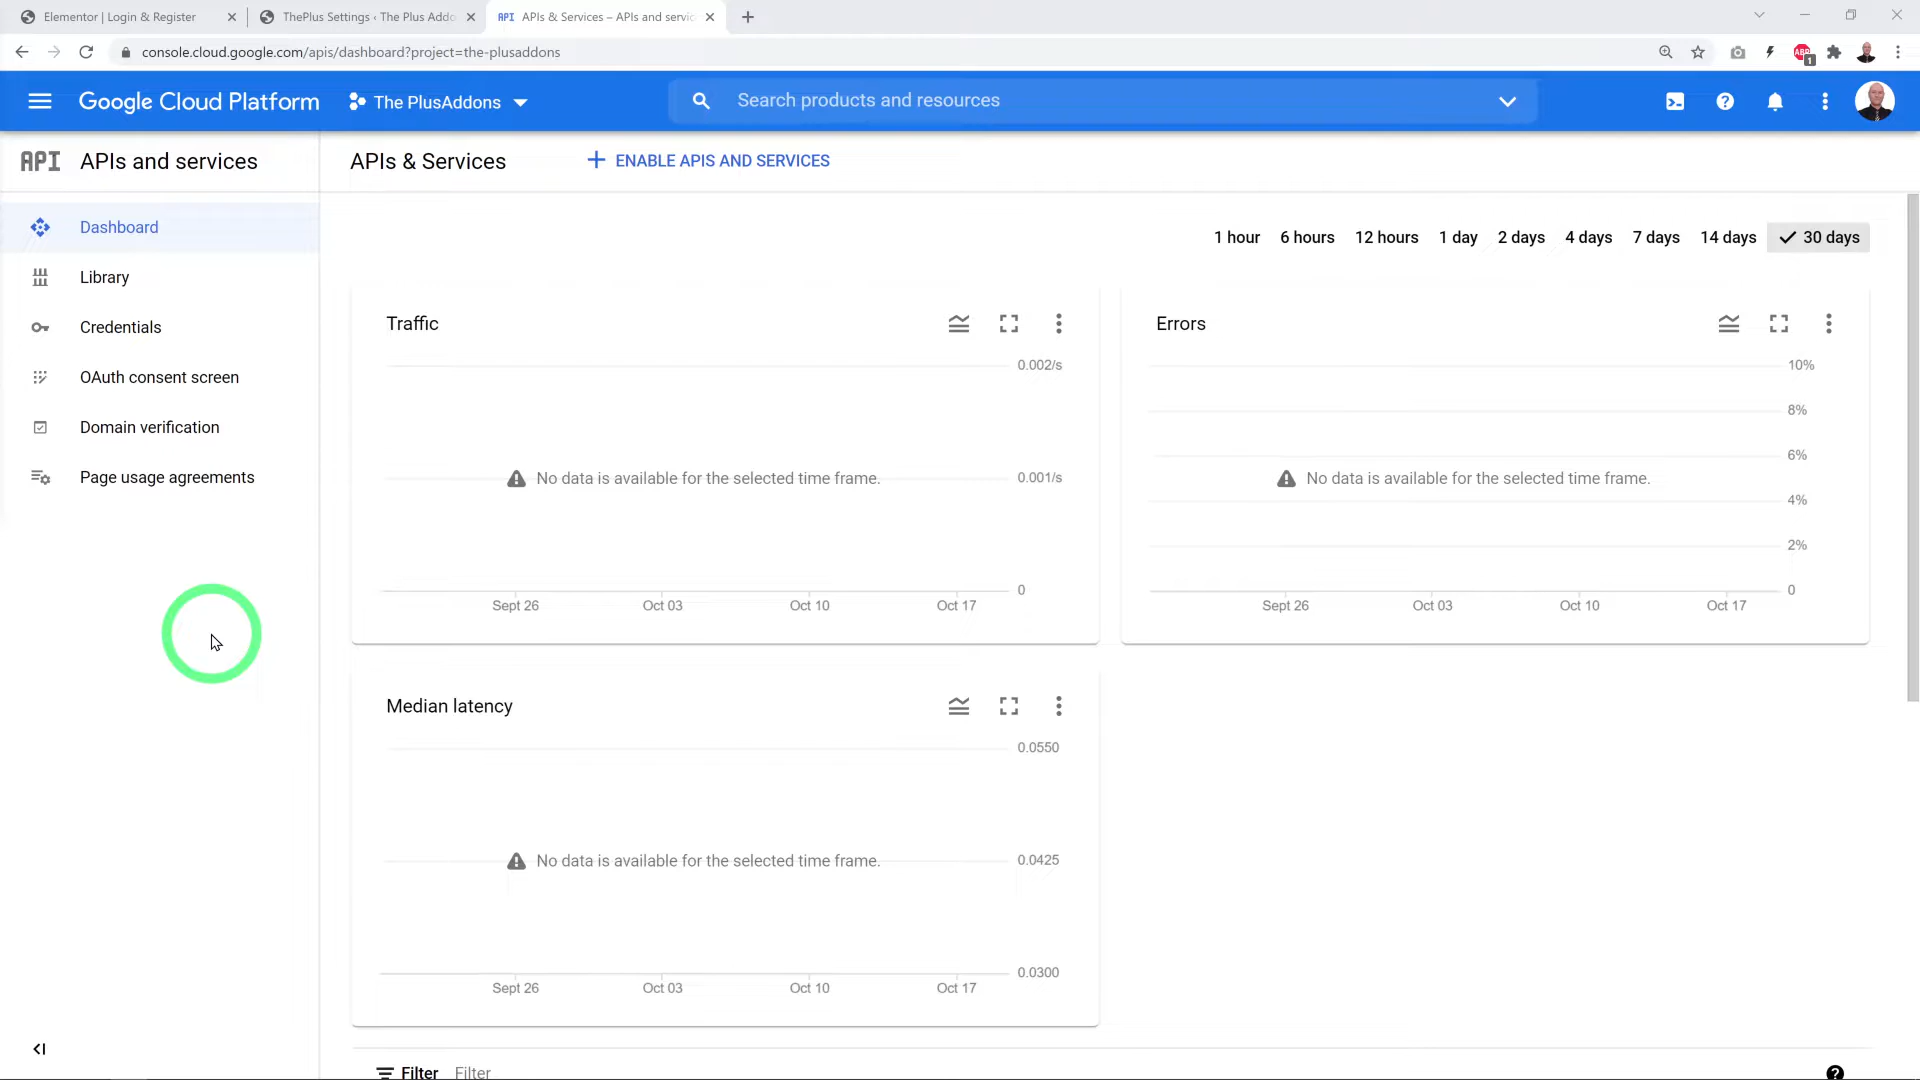 Elementor | Login & Register
ThePlus Settings ‹ The Plus Addo
API APIs & Services – APIs and servic
console.cloud.google.com/apis/dashboard?project=the-plusaddons
ABP
1
Google Cloud Platform
The PlusAddons
Search products and resources
API APIs and services
APIs & Services
ENABLE APIS AND SERVICES
Dashboard
Library
Credentials
OAuth consent screen
Domain verification
Page usage agreements
1 hour 6 hours 12 hours 1 day 2 days 4 days 7 days 14 days 30 days
Traffic
0.002/s
No data is available for the selected time frame.
0.001/s
0
Sept 26 Oct 03 Oct 10 Oct 17
Errors
10%
8%
6%
No data is available for the selected time frame.
4%
2%
0
Sept 26 Oct 03 Oct 10 Oct 17
Median latency
0.0550
No data is available for the selected time frame.
0.0425
0.0300
Sept 26 Oct 03 Oct 10 Oct 17
Filter Filter